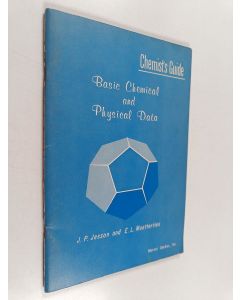 Chemist's Guide
Basic Chemical
and
Physical Data
J. P. Jesson and E. L. Muetterties
Marcel Dekker, Inc.